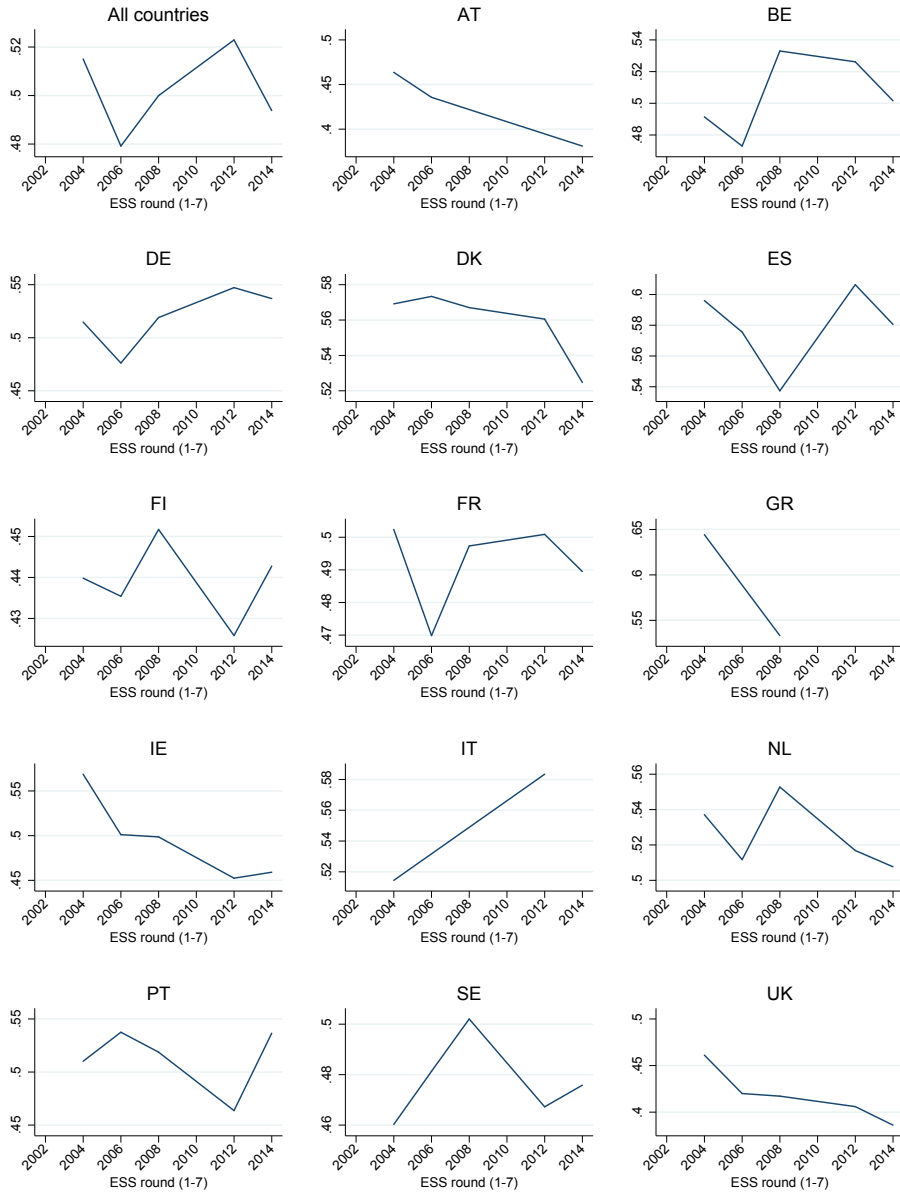 All countries
.52
.5
.48
2002 2004 2006 2008 2010 2012 2014
ESS round (1-7)
AT
.5
.45
.4
2002 2004 2006 2008 2010 2012 2014
ESS round (1-7)
BE
.54
.52
.5
.48
2002 2004 2006 2008 2010 2012 2014
ESS round (1-7)
DE
.55
.5
.45
2002 2004 2006 2008 2010 2012 2014
ESS round (1-7)
DK
.58
.56
.54
.52
2002 2004 2006 2008 2010 2012 2014
ESS round (1-7)
ES
.6
.58
.56
.54
2002 2004 2006 2008 2010 2012 2014
ESS round (1-7)
FI
.45
.44
.43
2002 2004 2006 2008 2010 2012 2014
ESS round (1-7)
FR
.5
.49
.48
.47
2002 2004 2006 2008 2010 2012 2014
ESS round (1-7)
GR
.65
.6
.55
2002 2004 2006 2008 2010 2012 2014
ESS round (1-7)
IE
.55
.5
.45
2002 2004 2006 2008 2010 2012 2014
ESS round (1-7)
IT
.58
.56
.54
.52
2002 2004 2006 2008 2010 2012 2014
ESS round (1-7)
NL
.56
.54
.52
.5
2002 2004 2006 2008 2010 2012 2014
ESS round (1-7)
PT
.55
.5
.45
2002 2004 2006 2008 2010 2012 2014
ESS round (1-7)
SE
.5
.48
.46
2002 2004 2006 2008 2010 2012 2014
ESS round (1-7)
UK
.5
.45
.4
2002 2004 2006 2008 2010 2012 2014
ESS round (1-7)